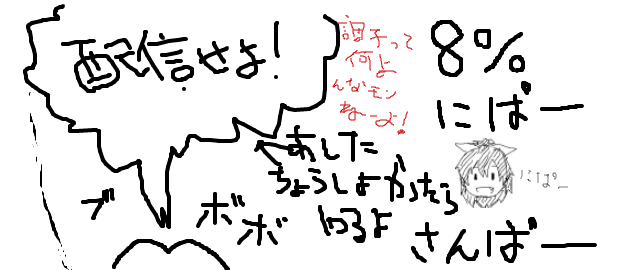 配信せよ!
調子って
何よ
んなモン
ねーよ!
8%
にぱー
あした
ちょうしよかったら
やるよ
ブ
ボ
ボ
にぱー
さんぱー